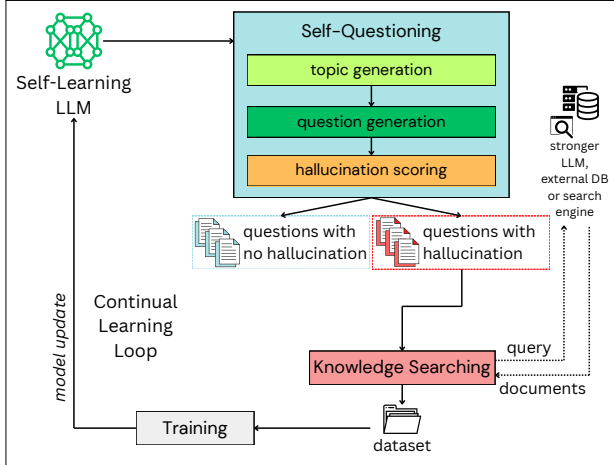 Self-Questioning
topic generation
question generation
hallucination scoring
Self-Learning
LLM
stronger
LLM,
external DB
or search
engine
questions with
no hallucination
questions with
hallucination
Continual
Learning
Loop
model update
query
Knowledge Searching
documents
Training
dataset